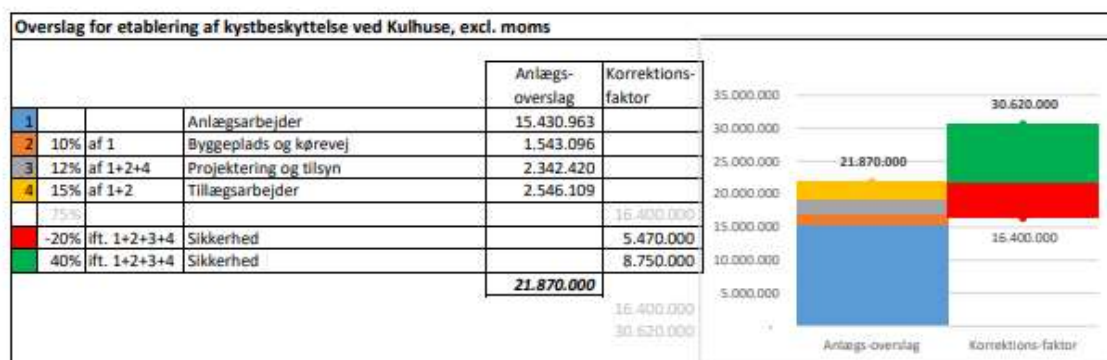 Overslag for etablering af kystbeskyttelse ved Kulhuse, excl. moms
Anlægs-overslag Korrektions-faktor
1 Anlægsarbejder 15.430.963
2 10% af 1 Byggeplads og kørevej 1.543.096
3 12% af 1+2+4 Projektering og tilsyn 2.342.420
4 15% af 1+2 Tillægsarbejder 2.546.109
75% 16.400.000
-20% ift. 1+2+3+4 Sikkerhed 5.470.000
40% ift. 1+2+3+4 Sikkerhed 8.750.000
21.870.000
16.400.000
30.620.000
35.000.000
30.000.000
25.000.000
20.000.000
15.000.000
10.000.000
5.000.000
-
21.870.000
30.620.000
16.400.000
Anlægs-overslag Korrektions-faktor